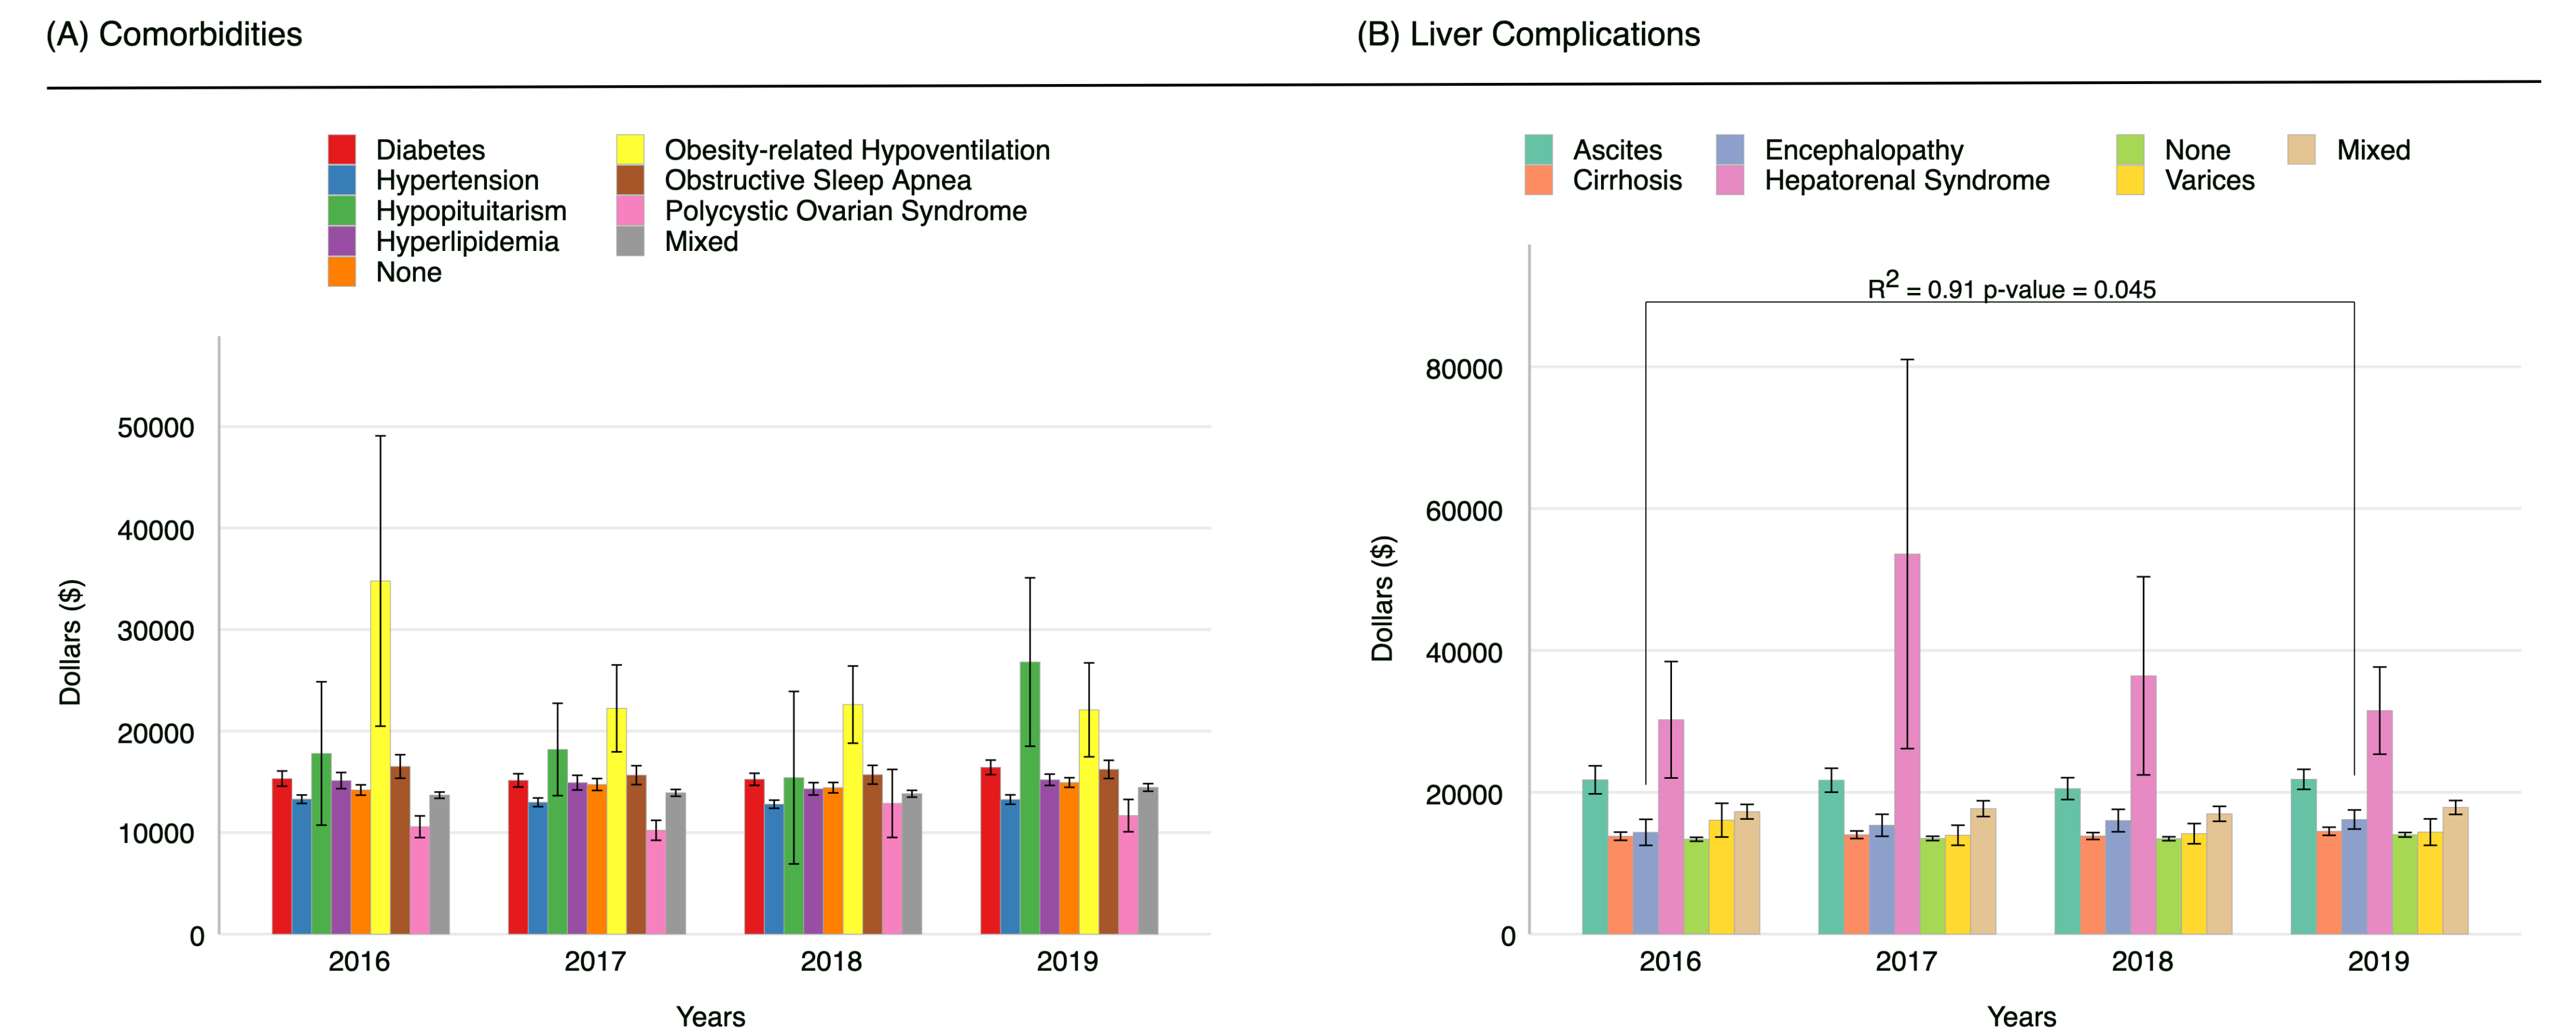 (A) Comorbidities
Diabetes
Hypertension
Hypopituitarism
Hyperlipidemia
None
Obesity-related Hypoventilation
Obstructive Sleep Apnea
Polycystic Ovarian Syndrome
Mixed
50000
40000
30000
20000
10000
0
Dollars ($)
2016 2017 2018 2019
Years
(B) Liver Complications
Ascites
Cirrhosis
Encephalopathy
Hepatorenal Syndrome
None
Varices
Mixed
R² = 0.91 p-value = 0.045
80000
60000
40000
20000
0
Dollars ($)
2016 2017 2018 2019
Years